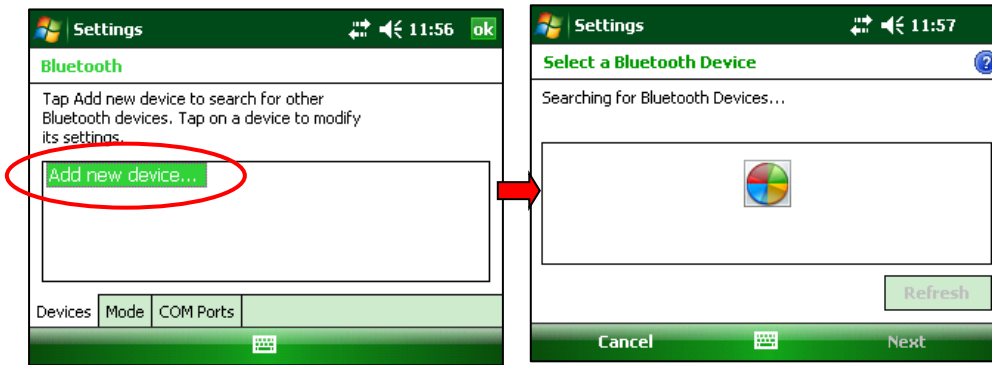 Settings 11:56 ok
Bluetooth
Tap Add new device to search for other
Bluetooth devices. Tap on a device to modify
its settings.
Add new device...
Devices Mode COM Ports
Settings 11:57
Select a Bluetooth Device ?
Searching for Bluetooth Devices...
Refresh
Cancel Next